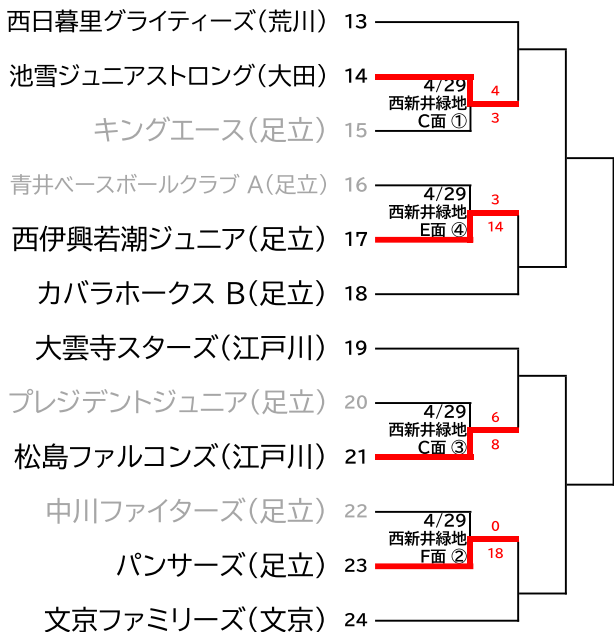 西日暮里グライティーズ(荒川) 13
池雪ジュニアストロング(大田) 14
4/29
4
西新井緑地
3
C面 ①
キングエース(足立) 15
青井ベースボールクラブ A(足立) 16
4/29
3
西新井緑地
14
E面 ④
西伊興若潮ジュニア(足立) 17
カバラホークス B(足立) 18
大雲寺スターズ(江戸川) 19
プレジデントジュニア(足立) 20
4/29
6
西新井緑地
8
C面 ③
松島ファルコンズ(江戸川) 21
中川ファイターズ(足立) 22
4/29
0
西新井緑地
18
F面 ②
パンサーズ(足立) 23
文京ファミリーズ(文京) 24